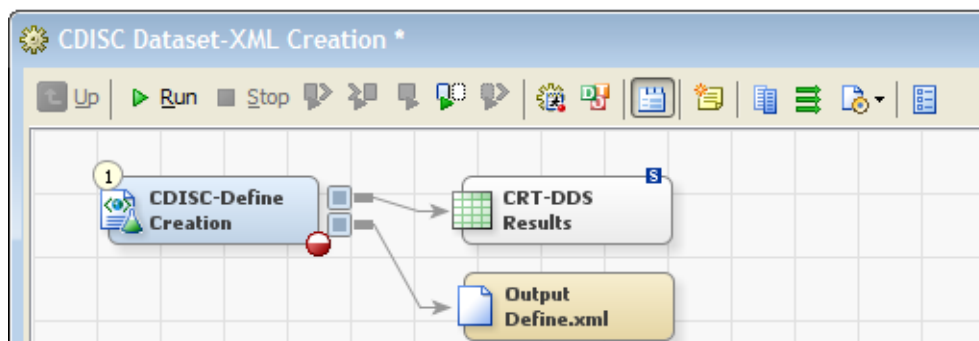 CDISC Dataset-XML Creation *
Up Run Stop
1
S
CDISC-Define
Creation
CRT-DDS
Results
Output
Define.xml